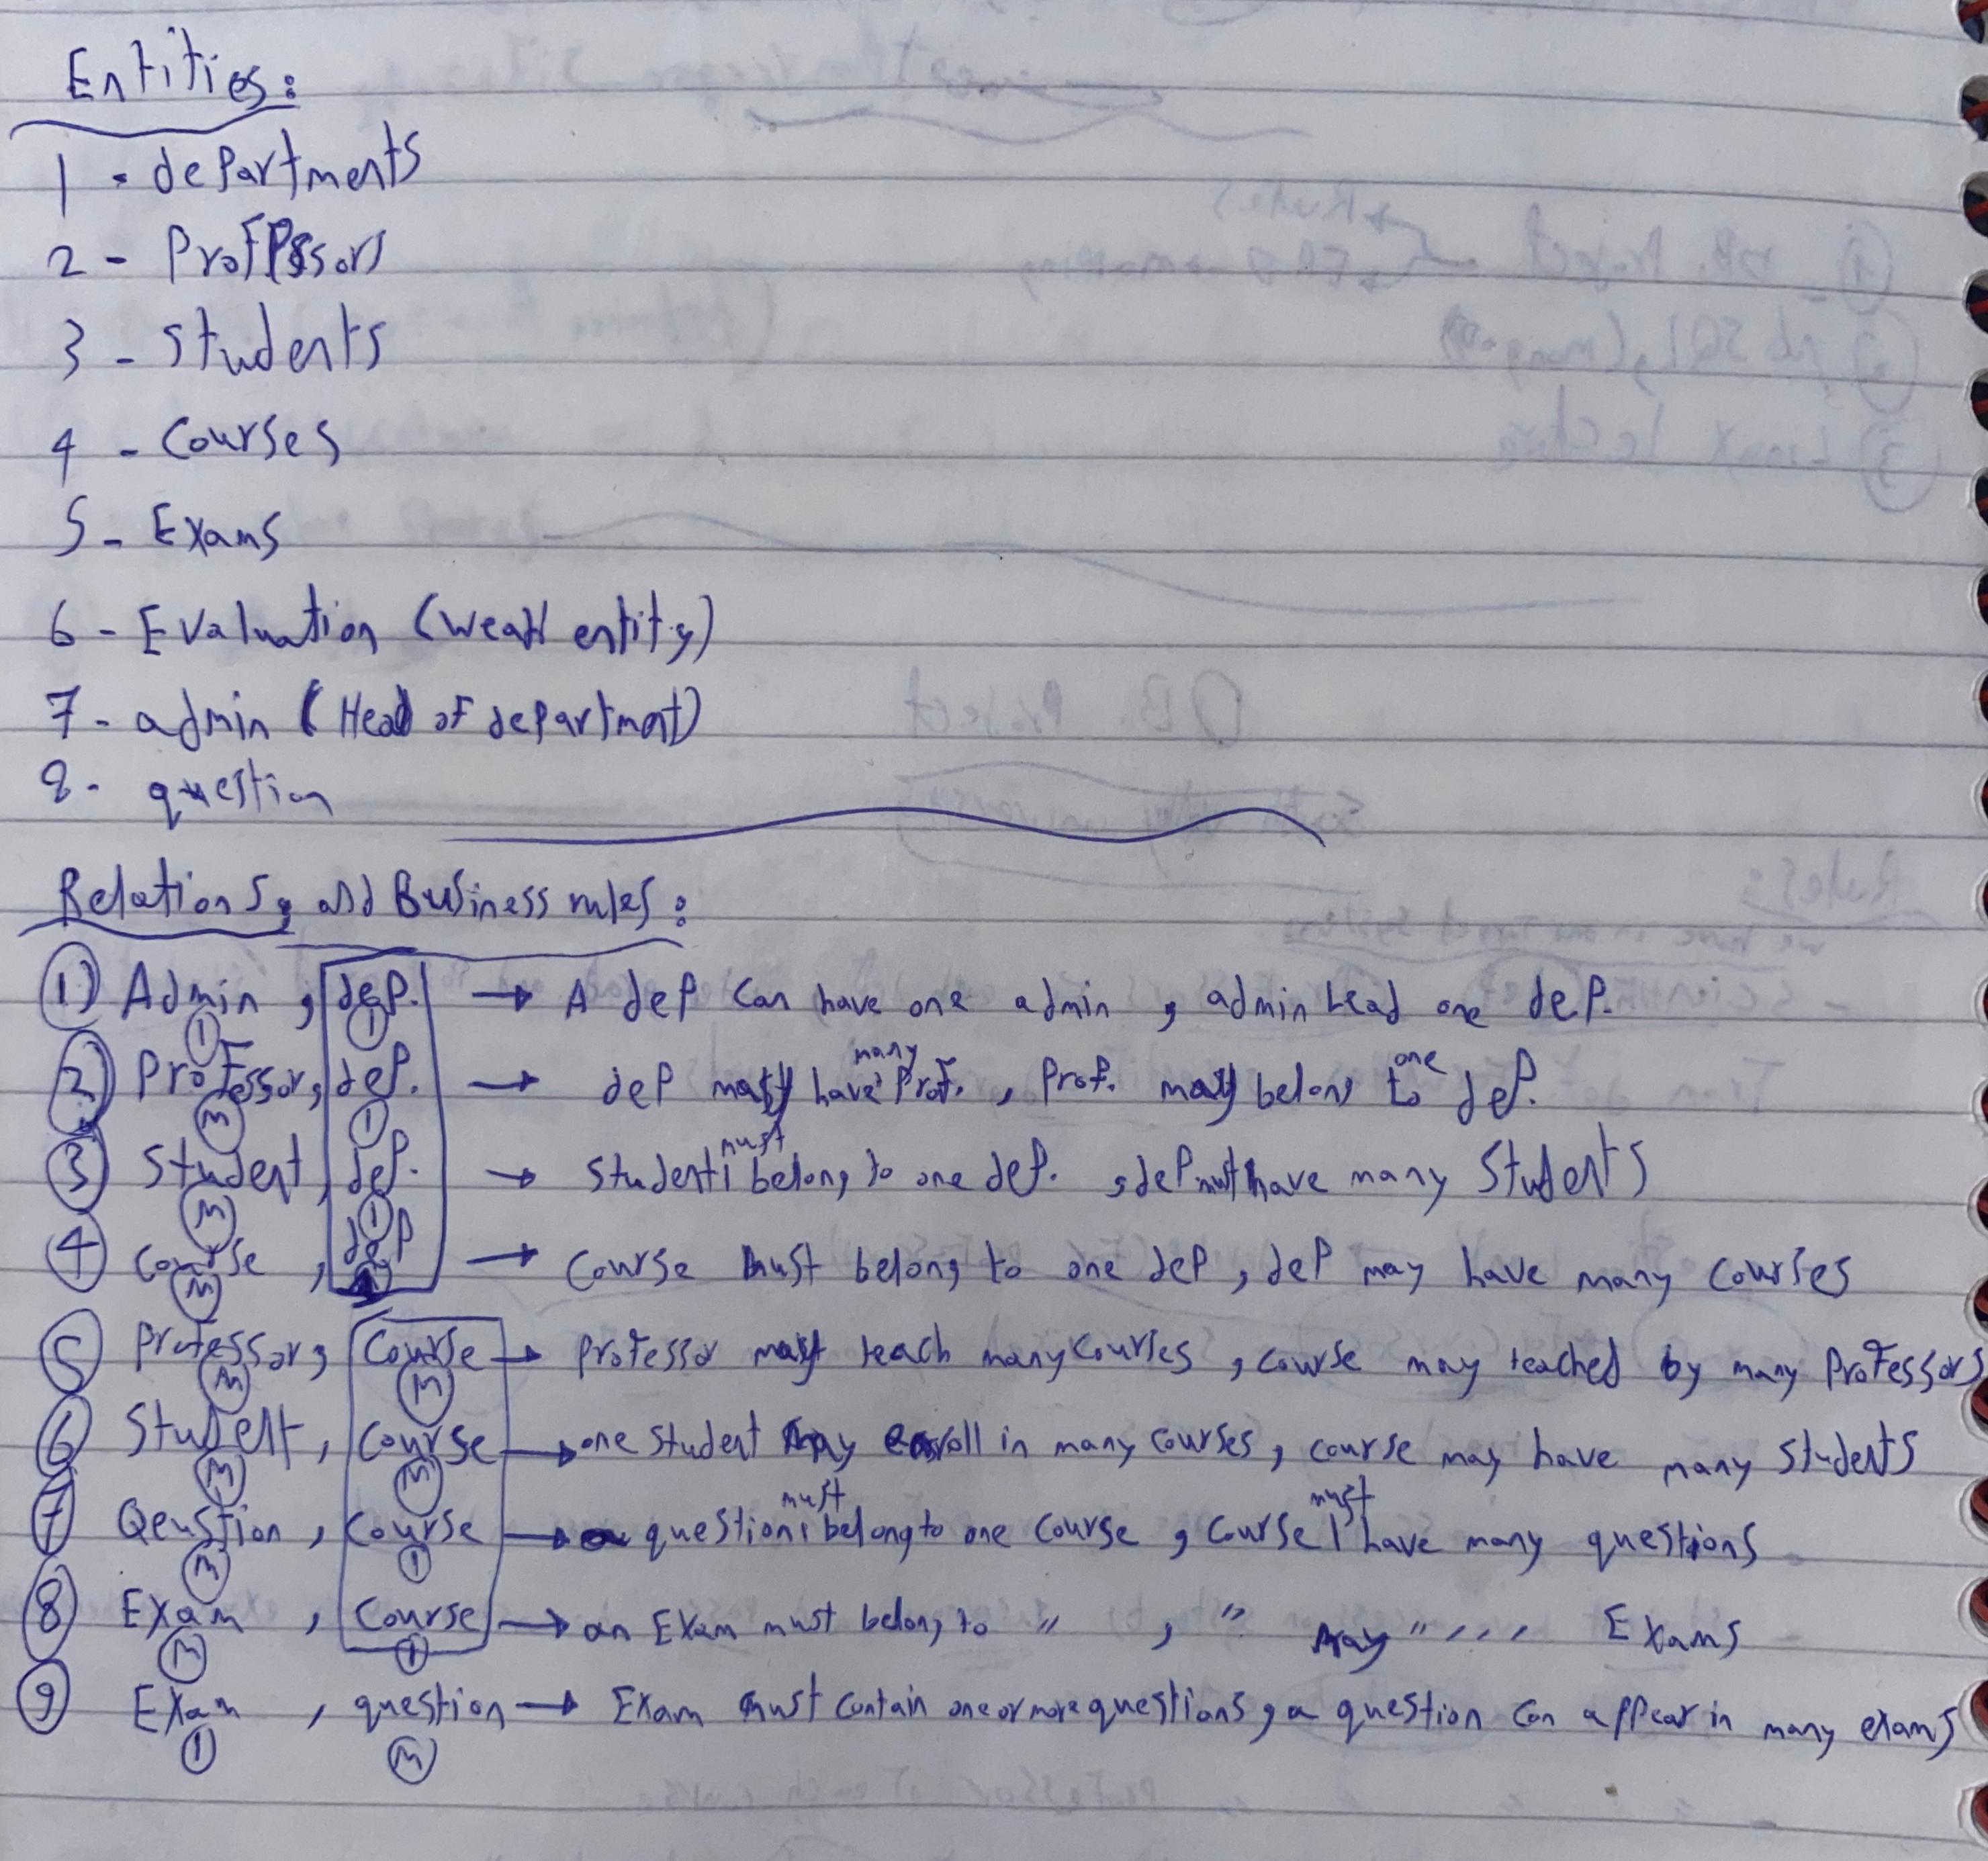 Entities:
1 - departments
2 - Professors
3 - students
4 - Courses
5 - Exams
6 - Evaluation (weak entity)
7 - admin (Head of department)
8 - question
Relations, and Business rules:
① Admin, dep. → A dep can have one admin, admin Lead one dep.
1 1
② Professor, dep. → dep must have many Prof., Prof. must belong to one dep.
M 1
③ Student, dep. → student must belong to one dep., dep must have many Students
M 1
④ Course, dep → Course must belong to one dep, dep may have many courses
M
⑤ Professor, Course → Professor must teach many courses, course may teached by many Professors
M M
⑥ Student, Course → one student may enroll in many courses, course may have many students
M M
⑦ Qeustion, Course → question must belong to one course, Course must have many questions
M 1
⑧ Exam, Course → an Exam must belong to " , " may " , , , Exams
M 1
⑨ Exam, question → Exam must contain one or more questions, a question can appear in many exams
1 M